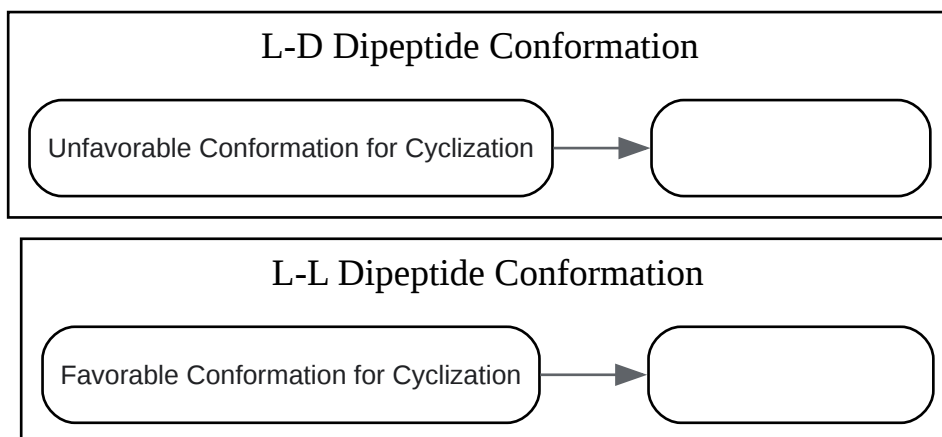 L-D Dipeptide Conformation
Unfavorable Conformation for Cyclization
L-L Dipeptide Conformation
Favorable Conformation for Cyclization